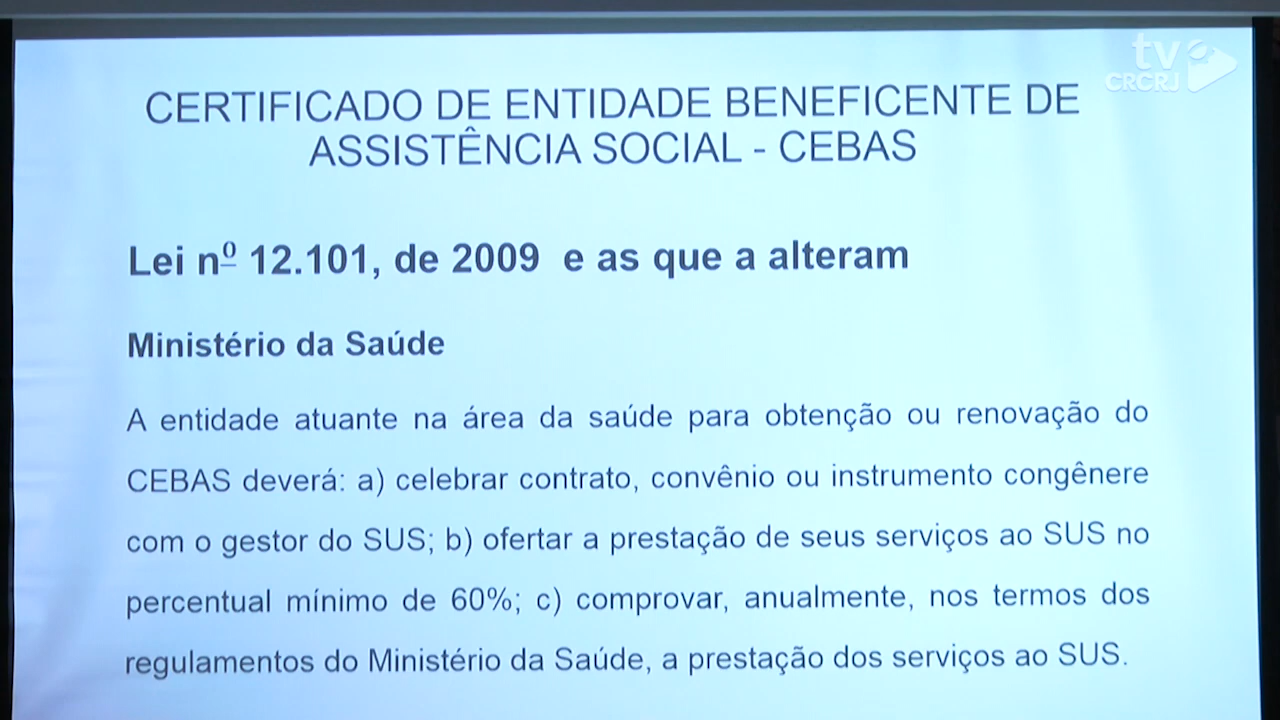 tv
CRCRJ
CERTIFICADO DE ENTIDADE BENEFICENTE DE
ASSISTÊNCIA SOCIAL - CEBAS
Lei nº 12.101, de 2009 e as que a alteram
Ministério da Saúde
A entidade atuante na área da saúde para obtenção ou renovação do
CEBAS deverá: a) celebrar contrato, convênio ou instrumento congênere
com o gestor do SUS; b) ofertar a prestação de seus serviços ao SUS no
percentual mínimo de 60%; c) comprovar, anualmente, nos termos dos
regulamentos do Ministério da Saúde, a prestação dos serviços ao SUS.